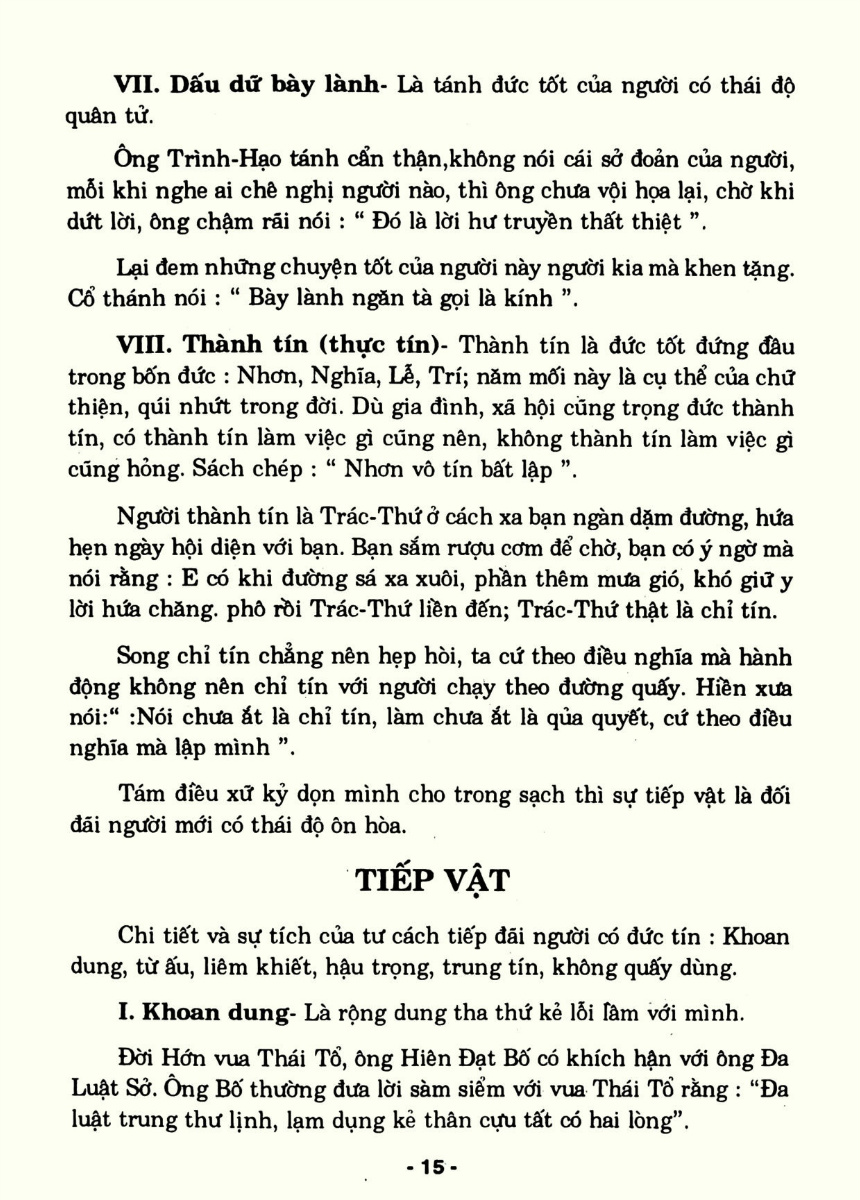 VII. Dấu dữ bày lành- Là tánh đức tốt của người có thái độ
quân tử.
Ông Trình-Hạo tánh cẩn thận,không nói cái sở đoản của người,
mỗi khi nghe ai chê nghị người nào, thì ông chưa vội họa lại, chờ khi
dứt lời, ông chậm rãi nói : “ Đó là lời hư truyền thất thiệt ”.
Lại đem những chuyện tốt của người này người kia mà khen tặng.
Cổ thánh nói : “ Bày lành ngăn tà gọi là kính ”.
VIII. Thành tín (thực tín)- Thành tín là đức tốt đứng đầu
trong bốn đức : Nhơn, Nghĩa, Lễ, Trí; năm mối này là cụ thể của chữ
thiện, qúi nhứt trong đời. Dù gia đình, xã hội cũng trọng đức thành
tín, có thành tín làm việc gì cũng nên, không thành tín làm việc gì
cũng hỏng. Sách chép : “ Nhơn vô tín bất lập ”.
Người thành tín là Trác-Thứ ở cách xa bạn ngàn dặm đường, hứa
hẹn ngày hội diện với bạn. Bạn sắm rượu cơm để chờ, bạn có ý ngờ mà
nói rằng : E có khi đường sá xa xuôi, phần thêm mưa gió, khó giữ y
lời hứa chăng. phô rồi Trác-Thứ liền đến; Trác-Thứ thật là chỉ tín.
Song chỉ tín chẳng nên hẹp hòi, ta cứ theo điều nghĩa mà hành
động không nên chỉ tín với người chạy theo đường quấy. Hiền xưa
nói:“ :Nói chưa ắt là chỉ tín, làm chưa ắt là qủa quyết, cứ theo điều
nghĩa mà lập mình ”.
Tám điều xử kỷ dọn mình cho trong sạch thì sự tiếp vật là đối
đãi người mới có thái độ ôn hòa.
TIẾP VẬT
Chi tiết và sự tích của tư cách tiếp đãi người có đức tín : Khoan
dung, từ ấu, liêm khiết, hậu trọng, trung tín, không quấy dùng.
I. Khoan dung- Là rộng dung tha thứ kẻ lỗi lầm với mình.
Đời Hớn vua Thái Tổ, ông Hiên Đạt Bố có khích hận với ông Đa
Luật Sở. Ông Bố thường đưa lời sàm siểm với vua Thái Tổ rằng : “Đa
luật trung thư lịnh, lạm dụng kẻ thân cựu tất có hai lòng”.
- 15 -